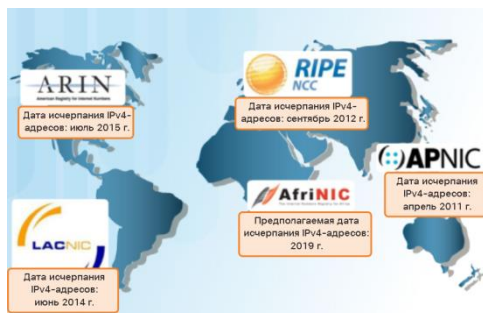 ARIN
American Registry for Internet Numbers
Дата исчерпания IPv4-
адресов: июль 2015 г.
RIPE
NCC
Дата исчерпания IPv4-
адресов: сентябрь 2012 г.
APNIC
Дата исчерпания
IPv4-адресов:
апрель 2011 г.
AfriNIC
Предполагаемая дата
исчерпания IPv4-адресов:
2019 г.
LACNIC
Дата исчерпания
IPv4-адресов:
июнь 2014 г.